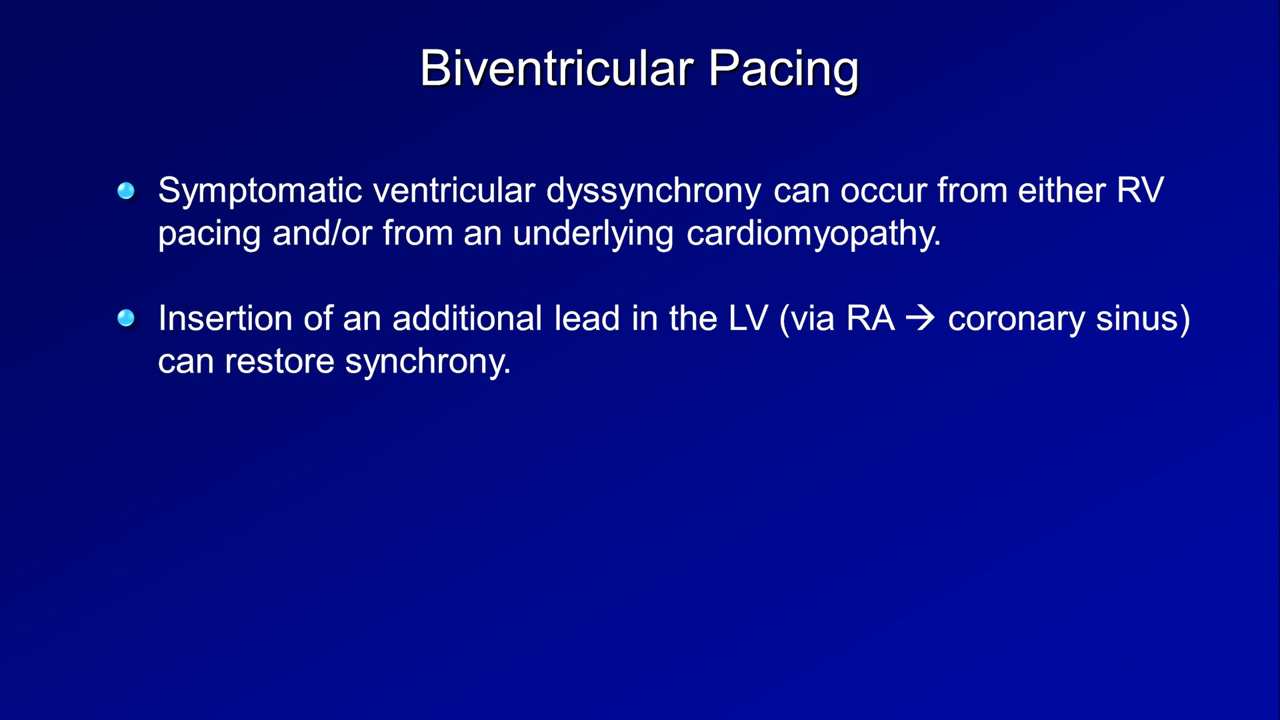 Biventricular Pacing
Symptomatic ventricular dyssynchrony can occur from either RV
pacing and/or from an underlying cardiomyopathy.
Insertion of an additional lead in the LV (via RA → coronary sinus)
can restore synchrony.